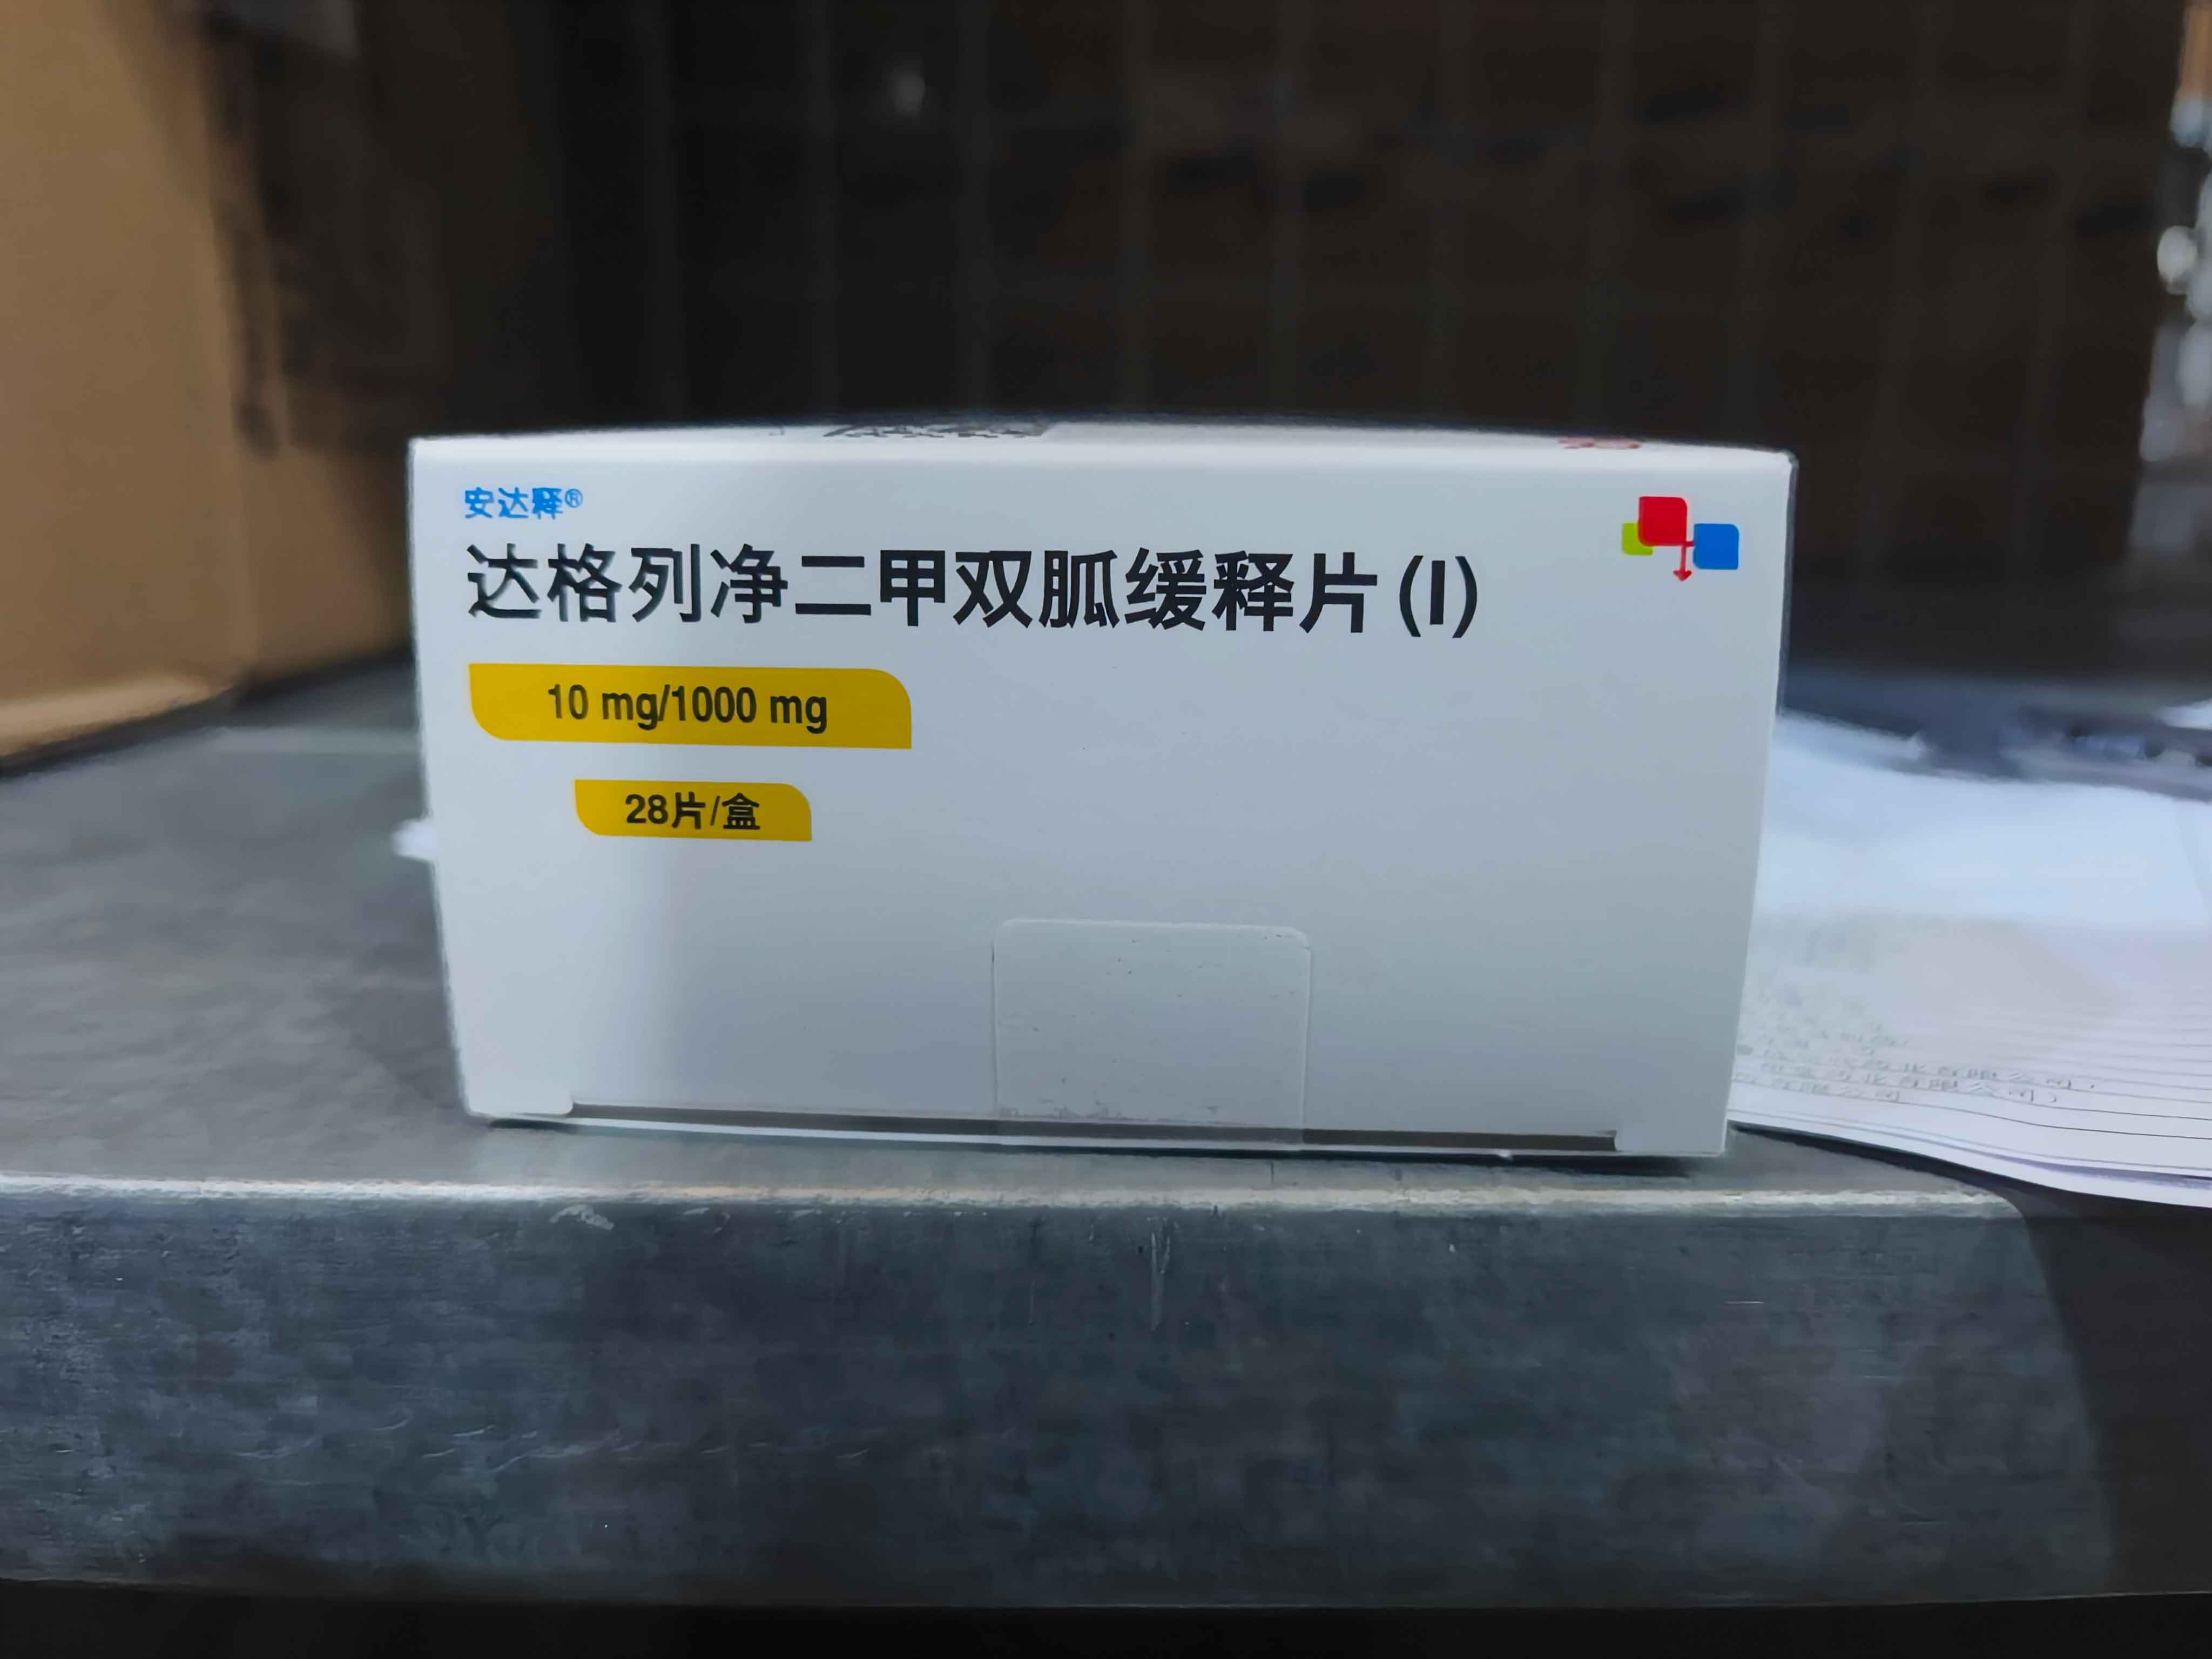 安达释®
达格列净二甲双胍缓释片(I)
10 mg/1000 mg
28片/盒